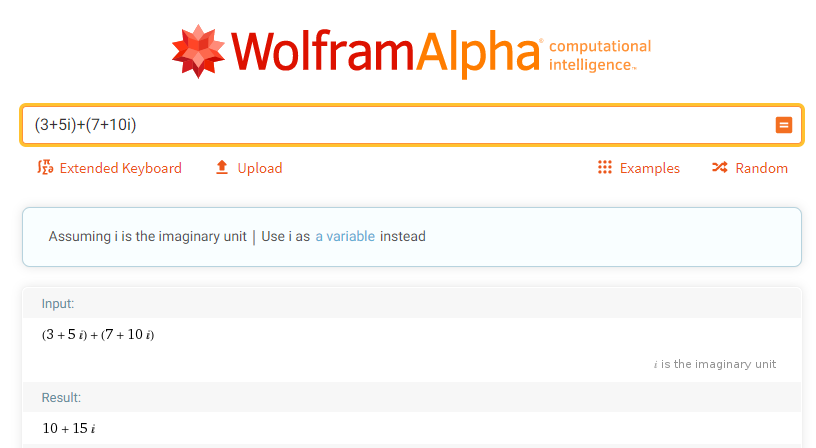 WolframAlpha computational intelligence™
(3+5i)+(7+10i)
Extended Keyboard Upload Examples Random
Assuming i is the imaginary unit | Use i as a variable instead
Input:
(3 + 5 i) + (7 + 10 i)
i is the imaginary unit
Result:
10 + 15 i